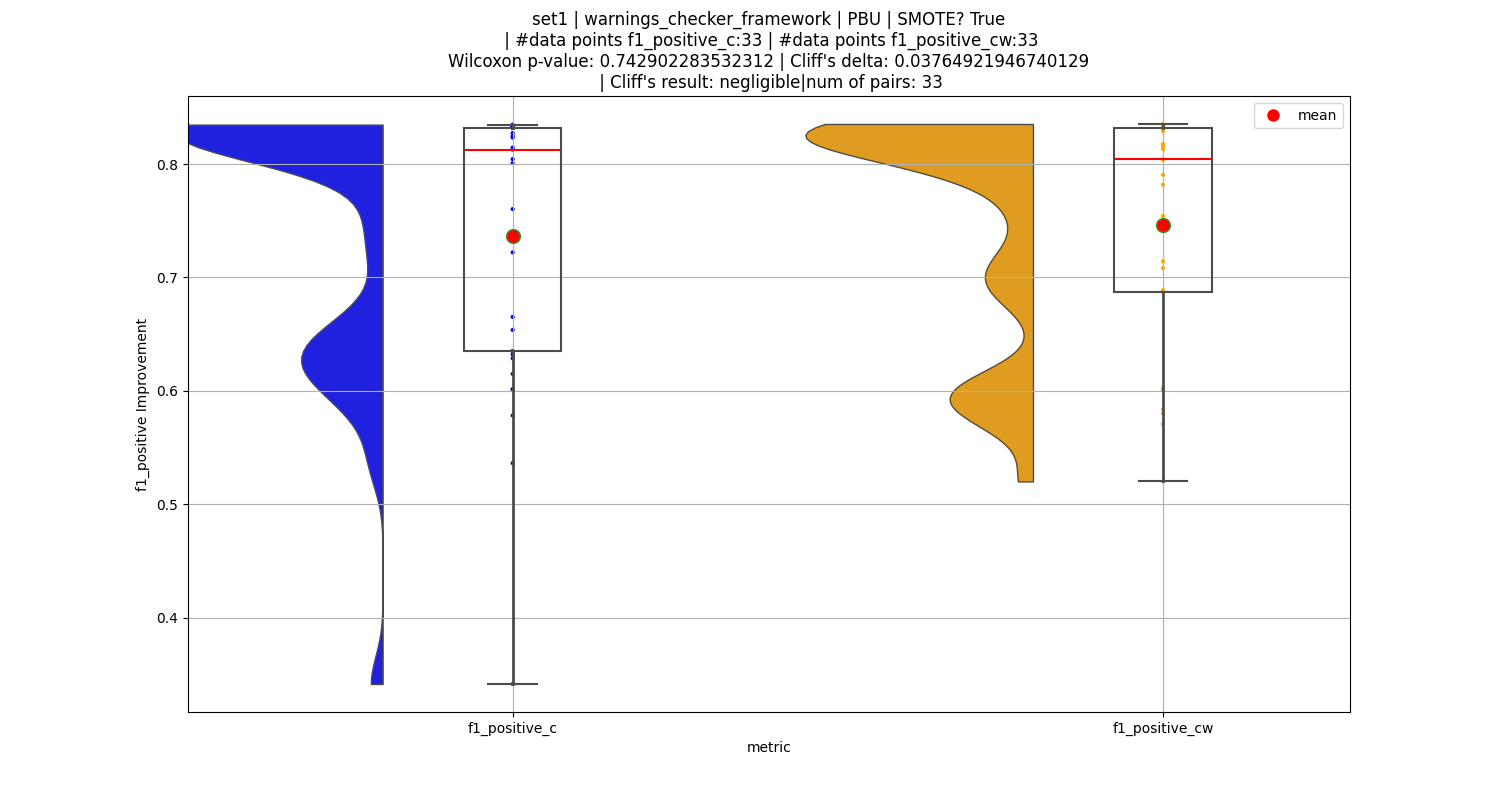 set1 | warnings_checker_framework | PBU | SMOTE? True
| #data points f1_positive_c:33 | #data points f1_positive_cw:33
Wilcoxon p-value: 0.742902283532312 | Cliff's delta: 0.03764921946740129
| Cliff's result: negligible|num of pairs: 33
mean
0.8
0.7
0.6
0.5
0.4
f1_positive Improvement
f1_positive_c
f1_positive_cw
metric